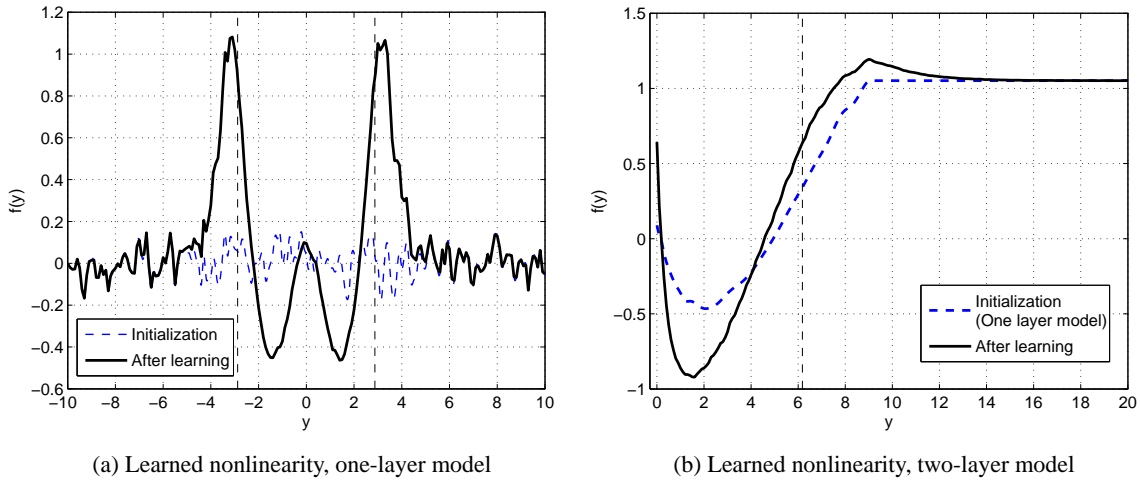 1.2
1
0.8
0.6
0.4
0.2
0
−0.2
−0.4
−0.6
f(y)
Initialization
After learning
−10 −8 −6 −4 −2 0 2 4 6 8 10
y
(a) Learned nonlinearity, one-layer model
1.5
1
0.5
0
−0.5
−1
f(y)
Initialization
(One layer model)
After learning
0 2 4 6 8 10 12 14 16 18 20
y
(b) Learned nonlinearity, two-layer model